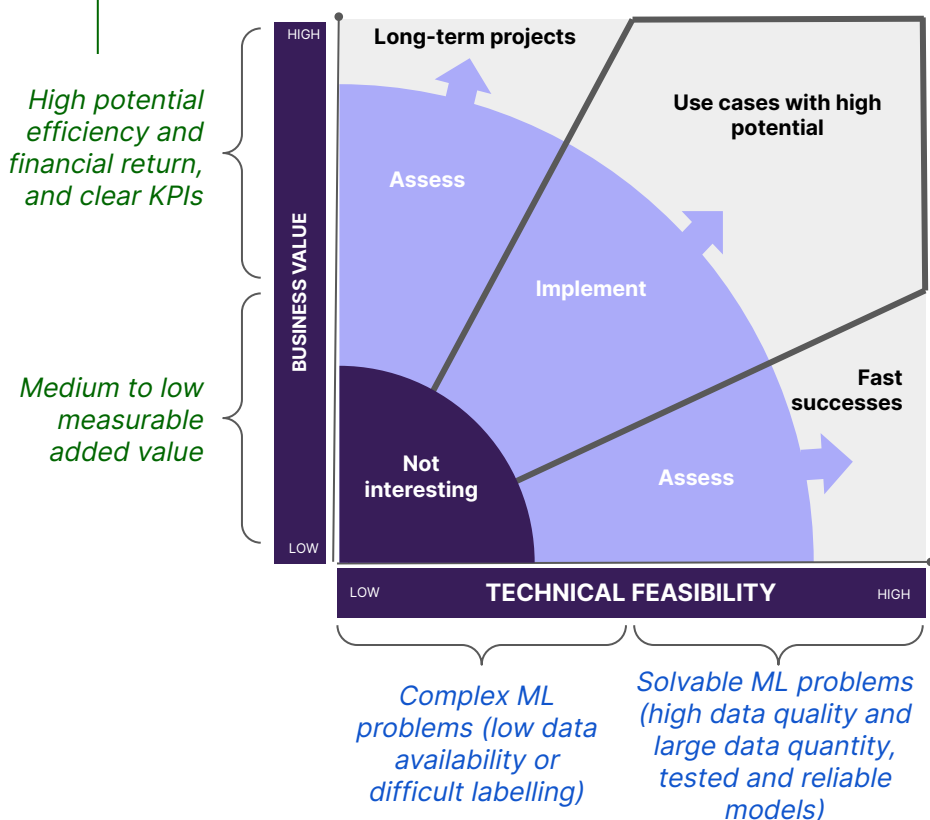 HIGH
Long-term projects
High potential
efficiency and
financial return,
and clear KPIs
Use cases with high
potential
Assess
BUSINESS VALUE
Implement
Medium to low
measurable
added value
Fast
successes
Not
interesting
Assess
LOW
LOW
TECHNICAL FEASIBILITY
HIGH
Complex ML
problems (low data
availability or
difficult labelling)
Solvable ML problems
(high data quality and
large data quantity,
tested and reliable
models)